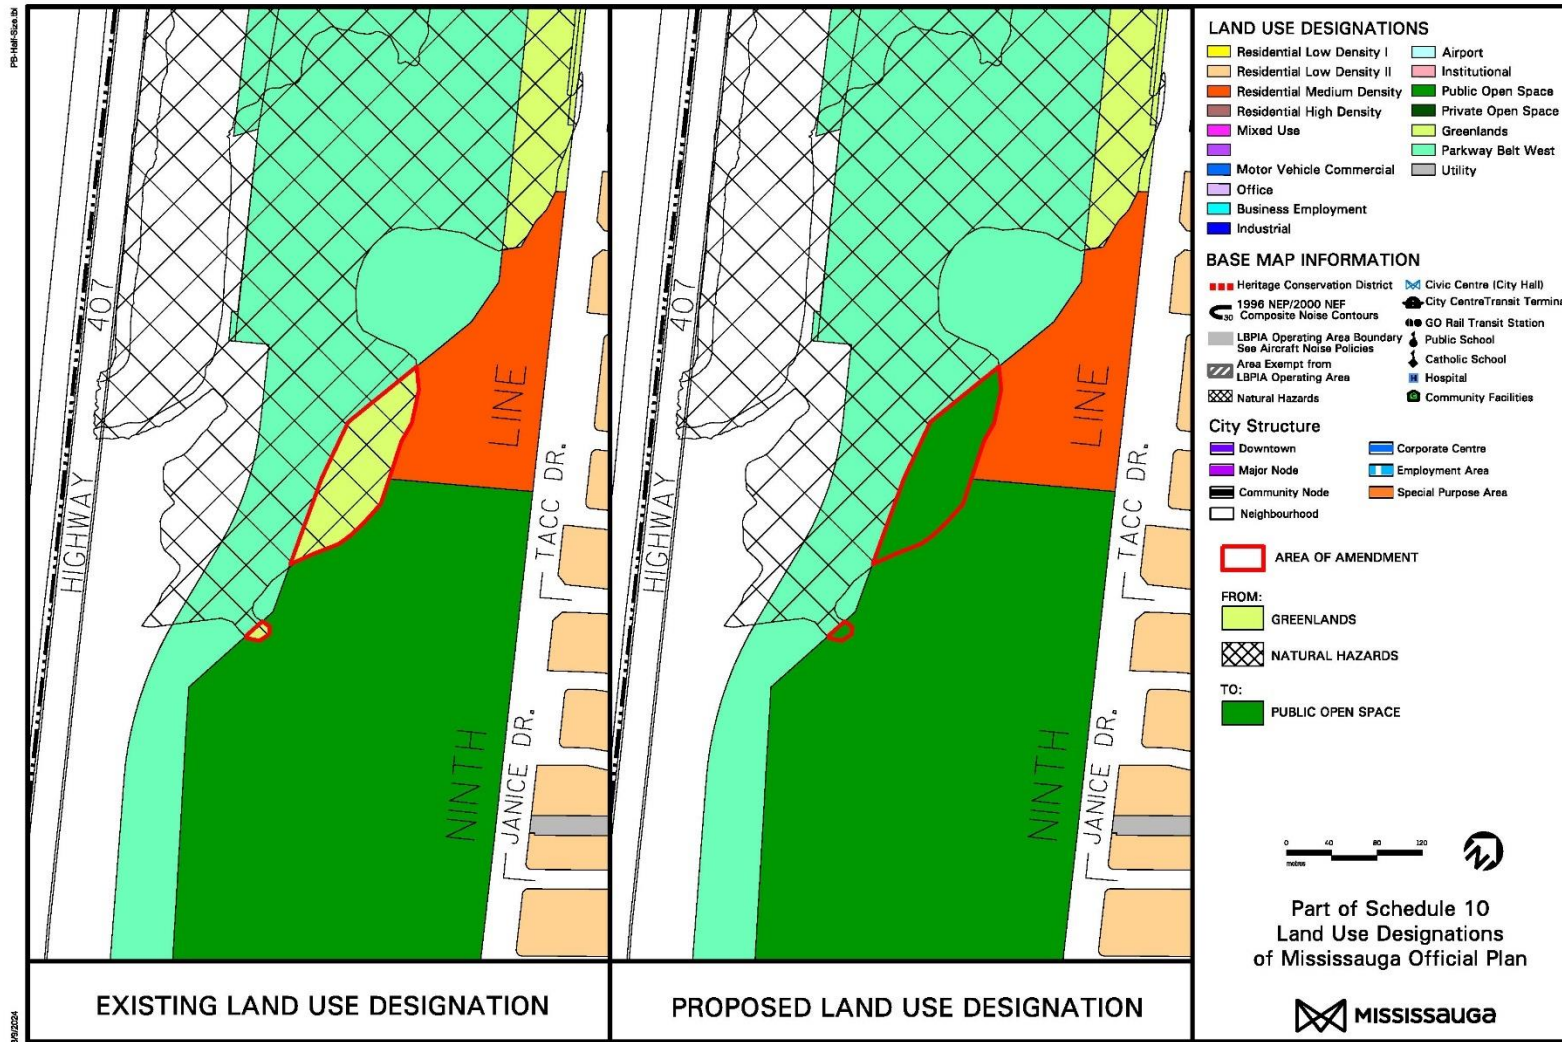 PB-Half-Size.tbl
HIGHWAY 407
NINTH LINE
TACC DR.
JANICE DR.
EXISTING LAND USE DESIGNATION
HIGHWAY 407
NINTH LINE
TACC DR.
JANICE DR.
PROPOSED LAND USE DESIGNATION
LAND USE DESIGNATIONS
Residential Low Density I
Residential Low Density II
Residential Medium Density
Residential High Density
Mixed Use
Motor Vehicle Commercial
Office
Business Employment
Industrial
Airport
Institutional
Public Open Space
Private Open Space
Greenlands
Parkway Belt West
Utility
BASE MAP INFORMATION
Heritage Conservation District
1996 NEP/2000 NEF
Composite Noise Contours
30
LBPIA Operating Area Boundary
See Aircraft Noise Policies
Area Exempt from
LBPIA Operating Area
Natural Hazards
Civic Centre (City Hall)
City CentreTransit Termina
GO Rail Transit Station
Public School
Catholic School
H Hospital
Community Facilities
City Structure
Downtown
Major Node
Community Node
Neighbourhood
Corporate Centre
Employment Area
Special Purpose Area
AREA OF AMENDMENT
FROM:
GREENLANDS
NATURAL HAZARDS
TO:
PUBLIC OPEN SPACE
0 40 80 120
metres
Part of Schedule 10
Land Use Designations
of Mississauga Official Plan
MISSISSAUGA